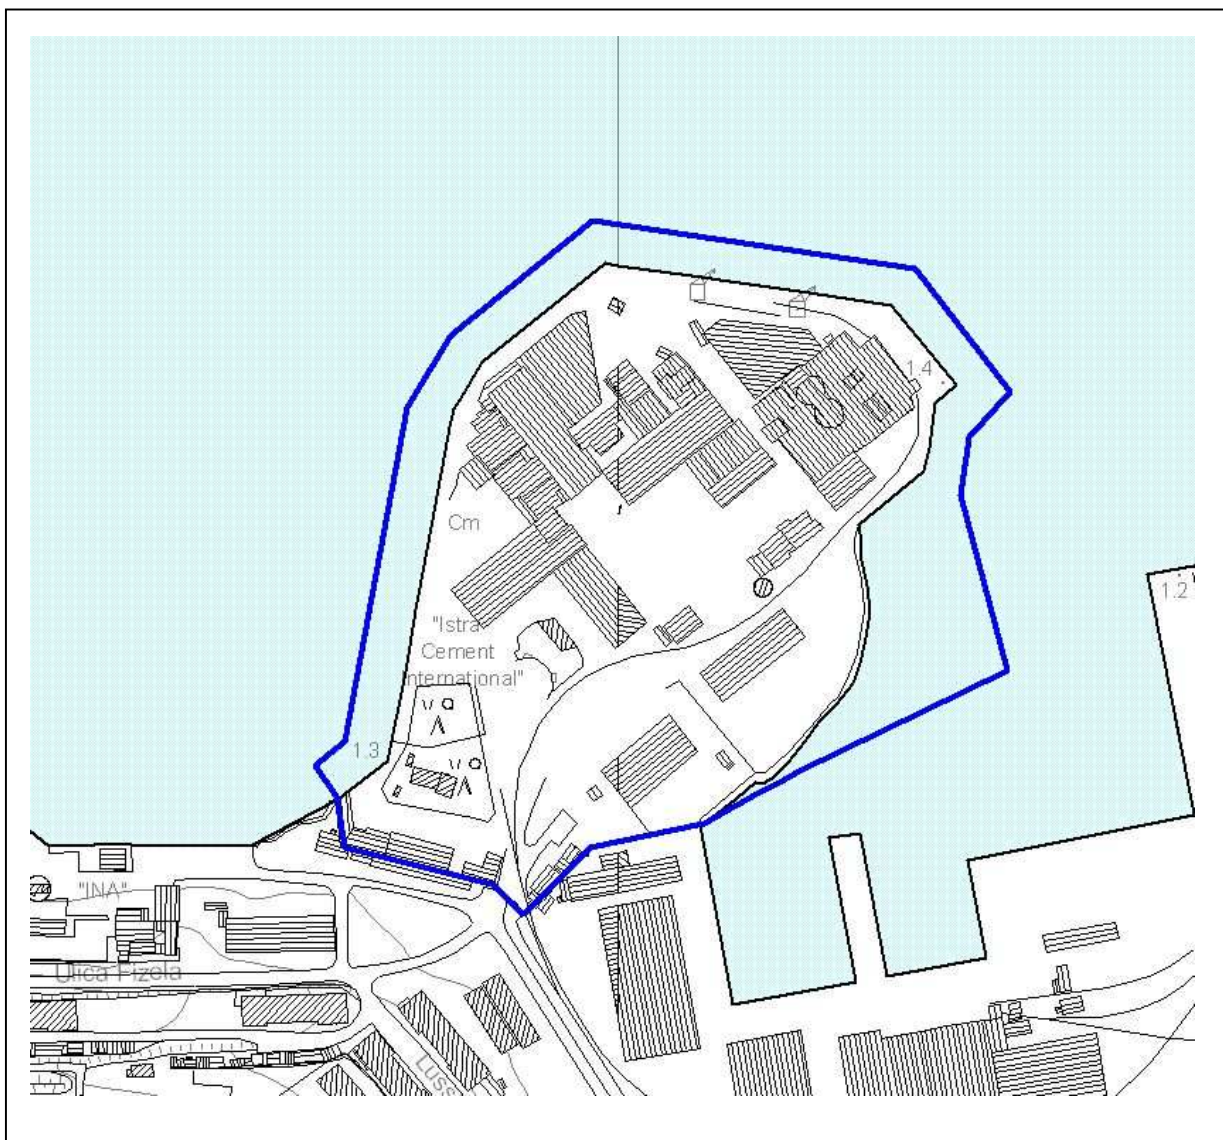 1.4
Cm
1.2
"Istra
Cement
International"
1.3
"INA"
Ulica Fizela
LUSS